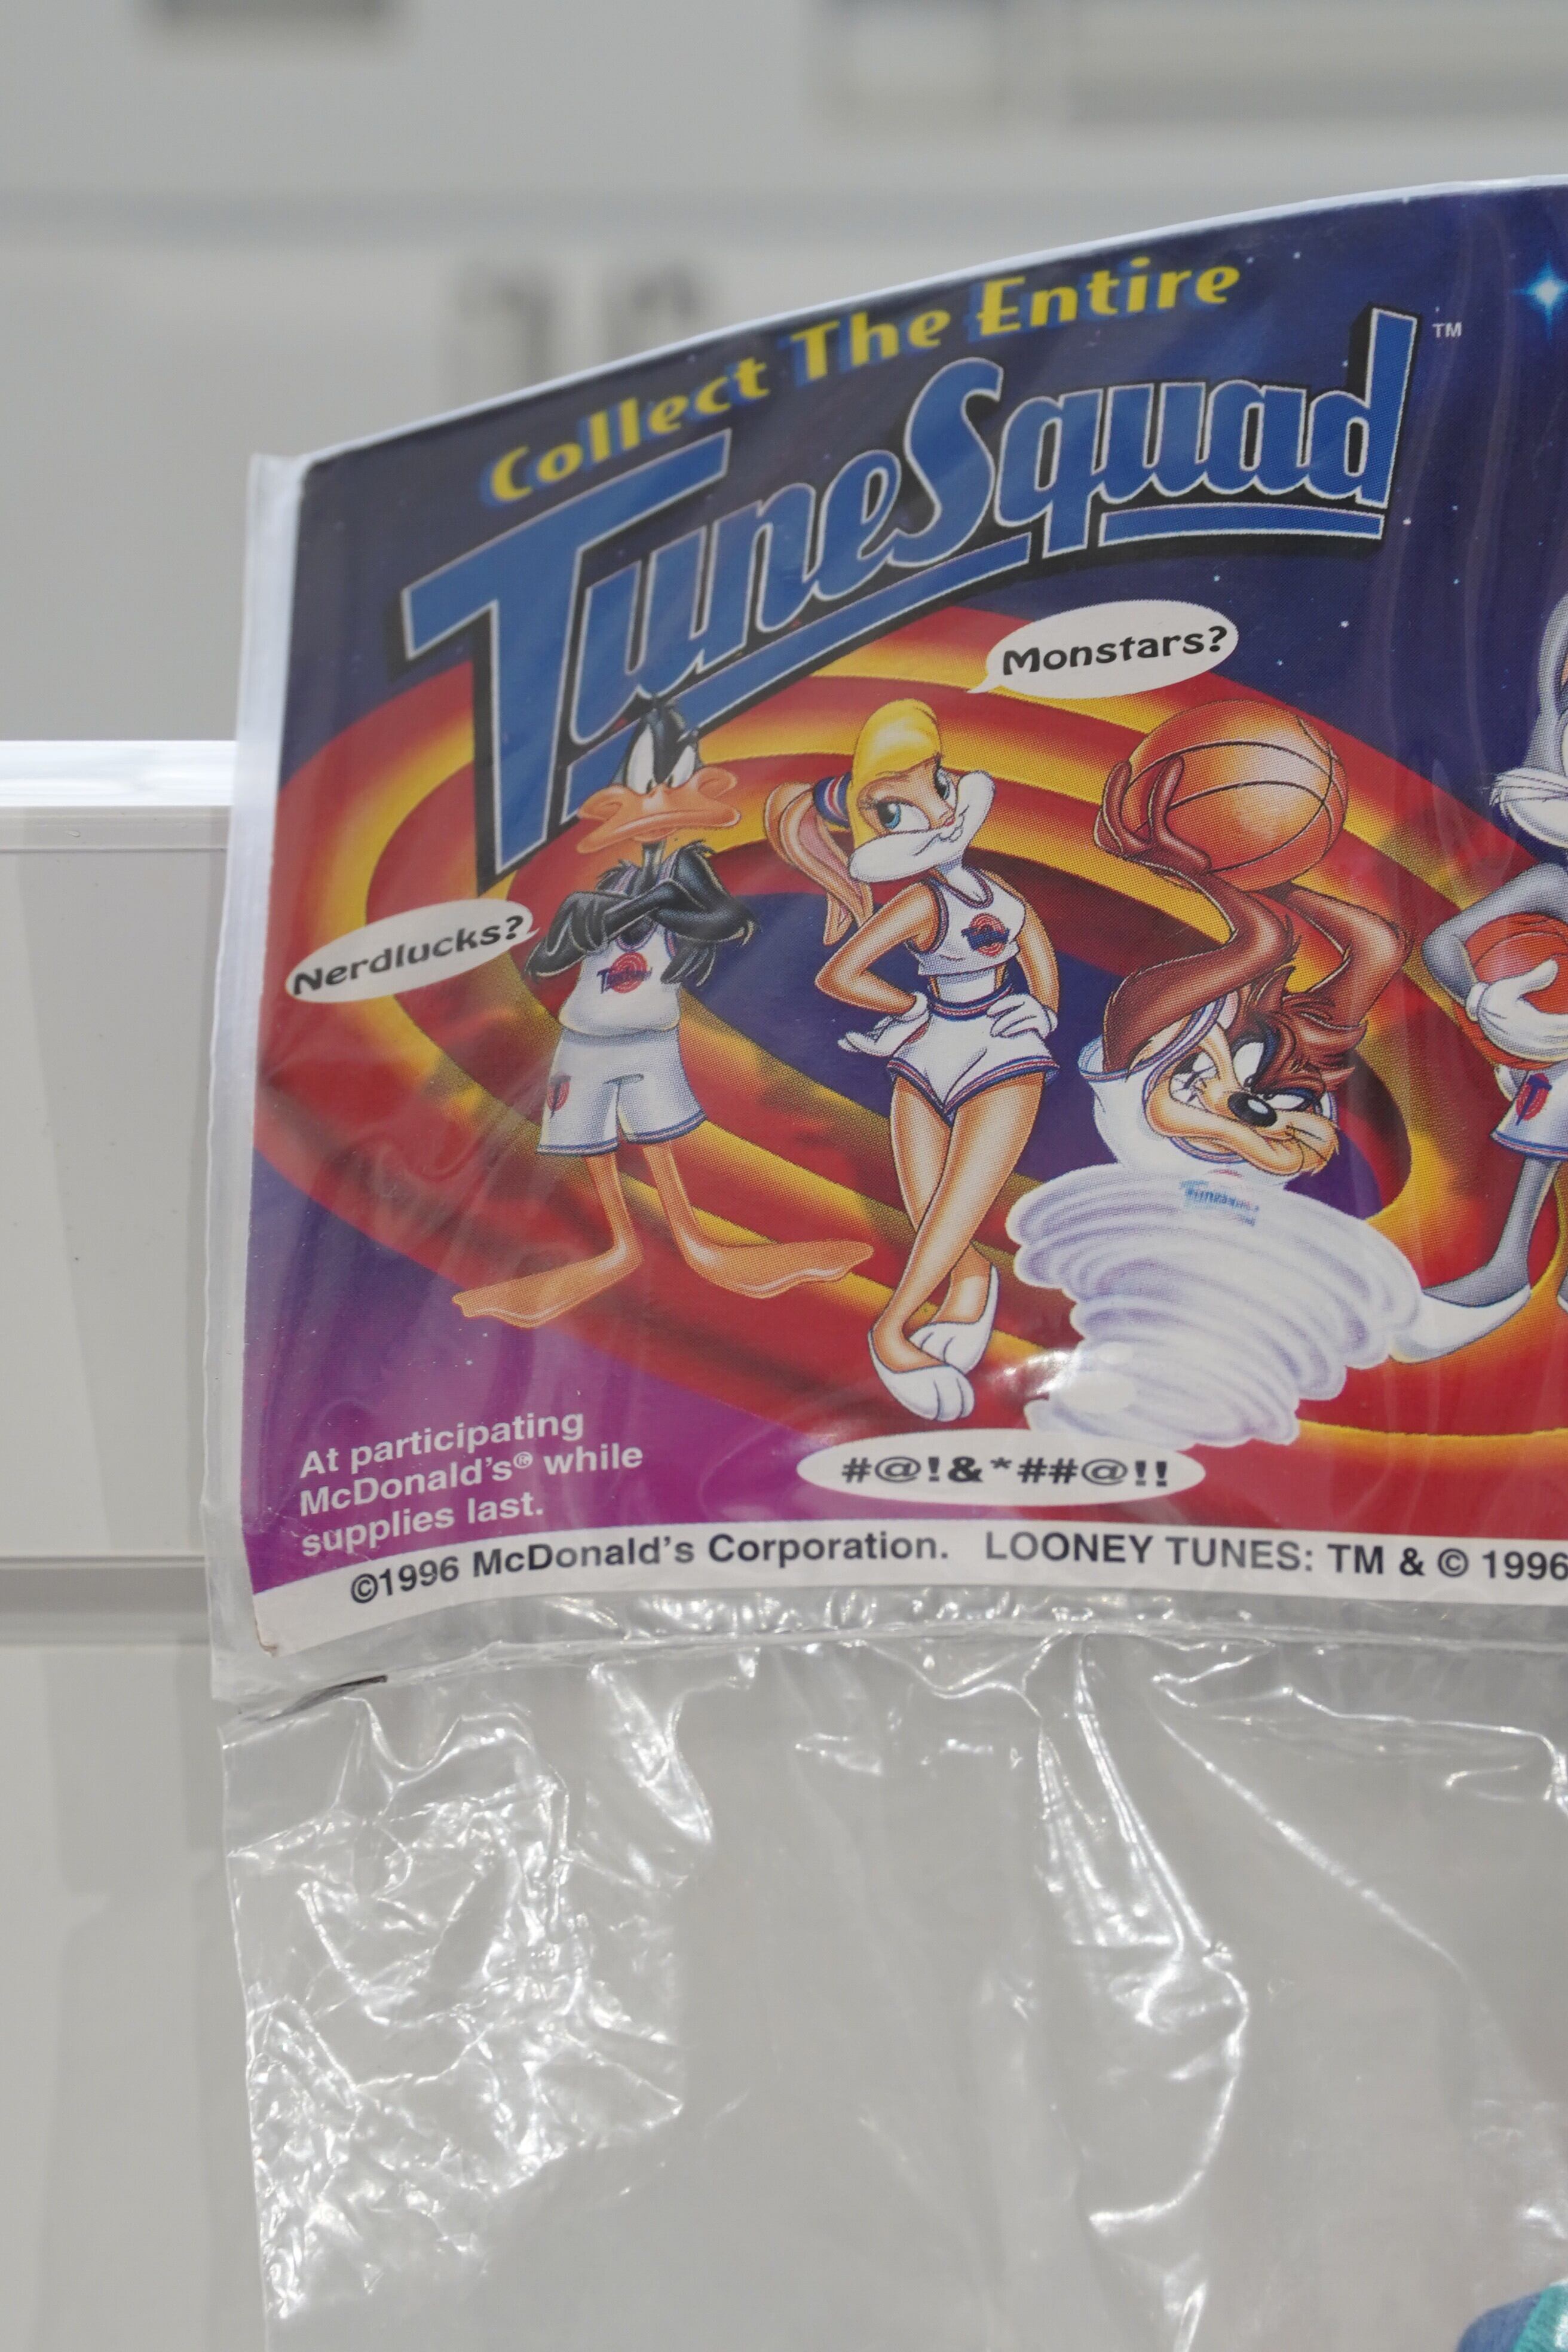 Collect The Entire
TuneSquad™
Monstars?
Nerdlucks?
TuneSquad
#@!&*##@!!
At participating
McDonald's® while
supplies last.
©1996 McDonald's Corporation. LOONEY TUNES: TM & © 1996